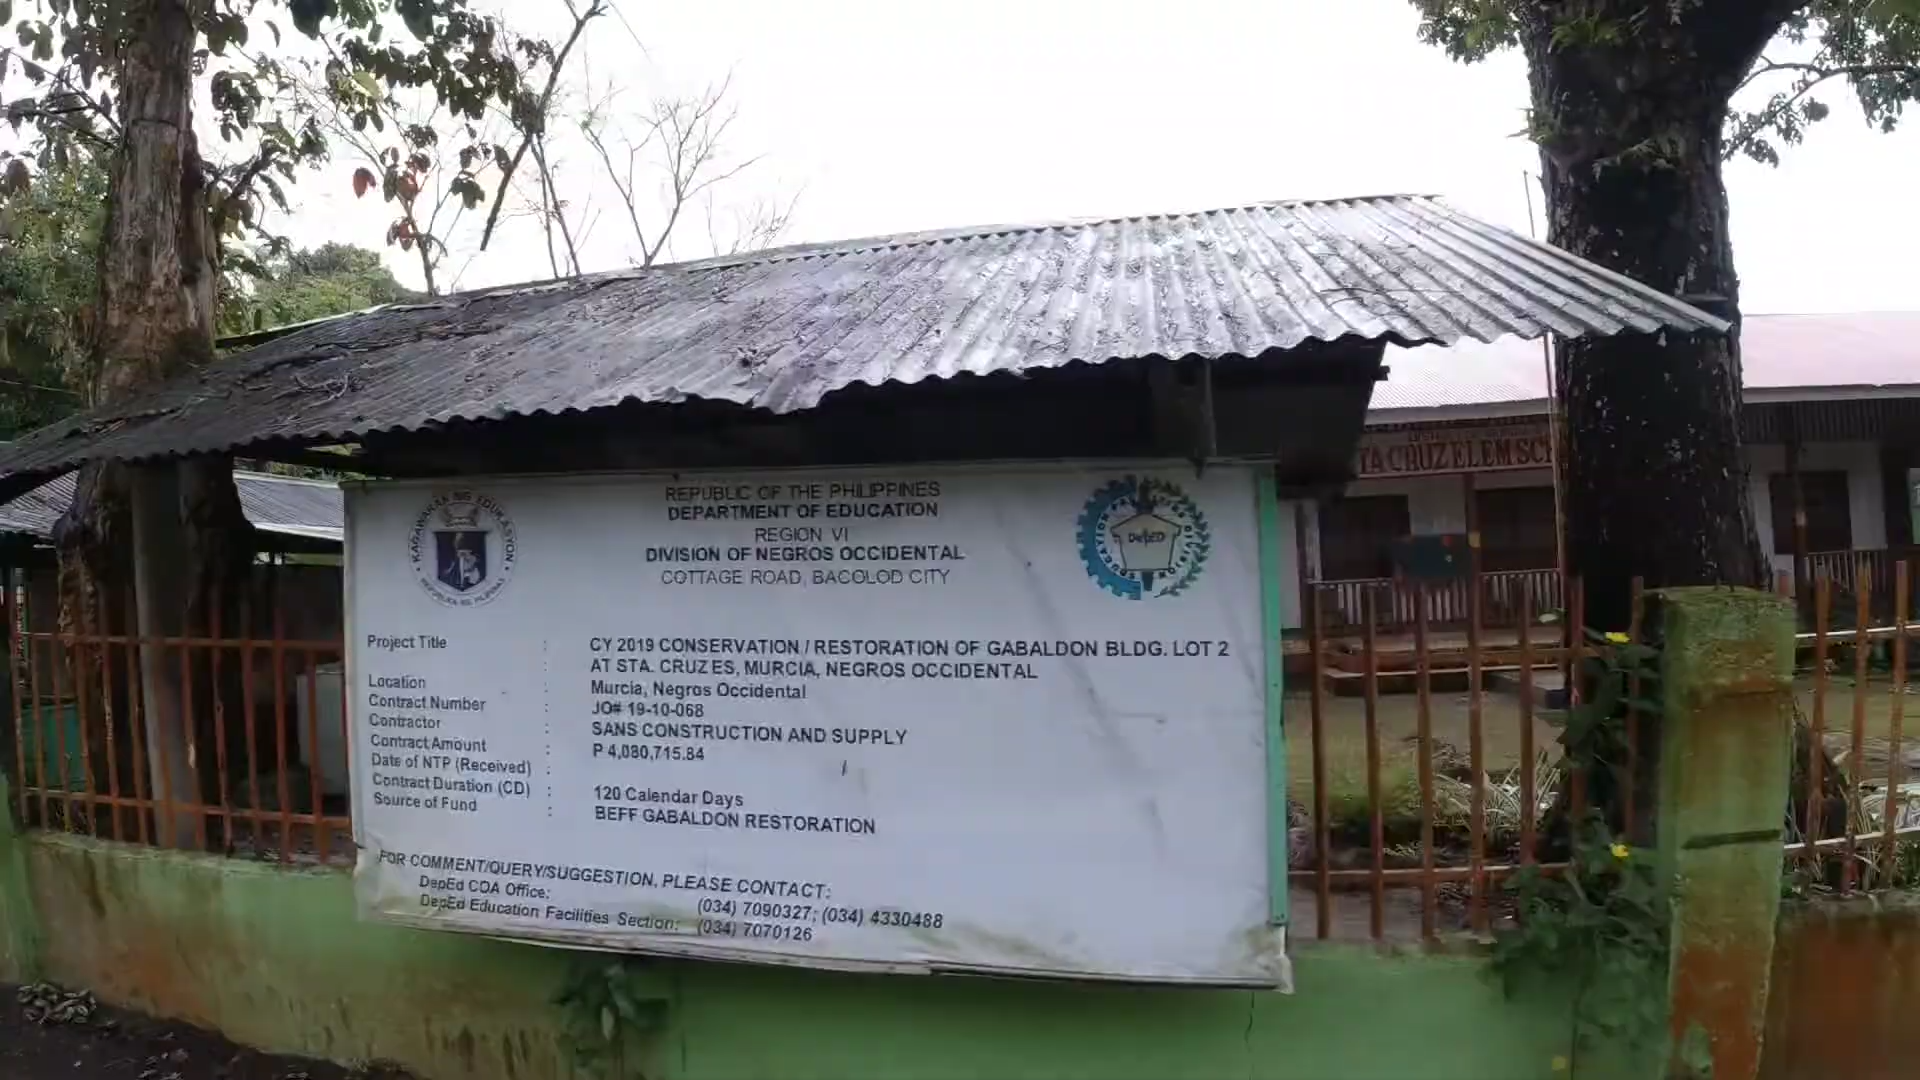 REPUBLIC OF THE PHILIPPINES
DEPARTMENT OF EDUCATION
REGION VI
DIVISION OF NEGROS OCCIDENTAL
COTTAGE ROAD, BACOLOD CITY
KAGAWARAN NG EDUKASYON
REPUBLIKA NG PILIPINAS
DepED
Project Title : CY 2019 CONSERVATION / RESTORATION OF GABALDON BLDG. LOT 2
AT STA. CRUZ ES, MURCIA, NEGROS OCCIDENTAL
Location : Murcia, Negros Occidental
Contract Number : JO# 19-10-068
Contractor : SANS CONSTRUCTION AND SUPPLY
Contract Amount : P 4,080,715.84
Date of NTP (Received) :
Contract Duration (CD) : 120 Calendar Days
Source of Fund : BEFF GABALDON RESTORATION
FOR COMMENT/QUERY/SUGGESTION, PLEASE CONTACT:
DepEd COA Office: (034) 7090327; (034) 4330488
DepEd Education Facilities Section: (034) 7070126
TA CRUZ ELEM SC